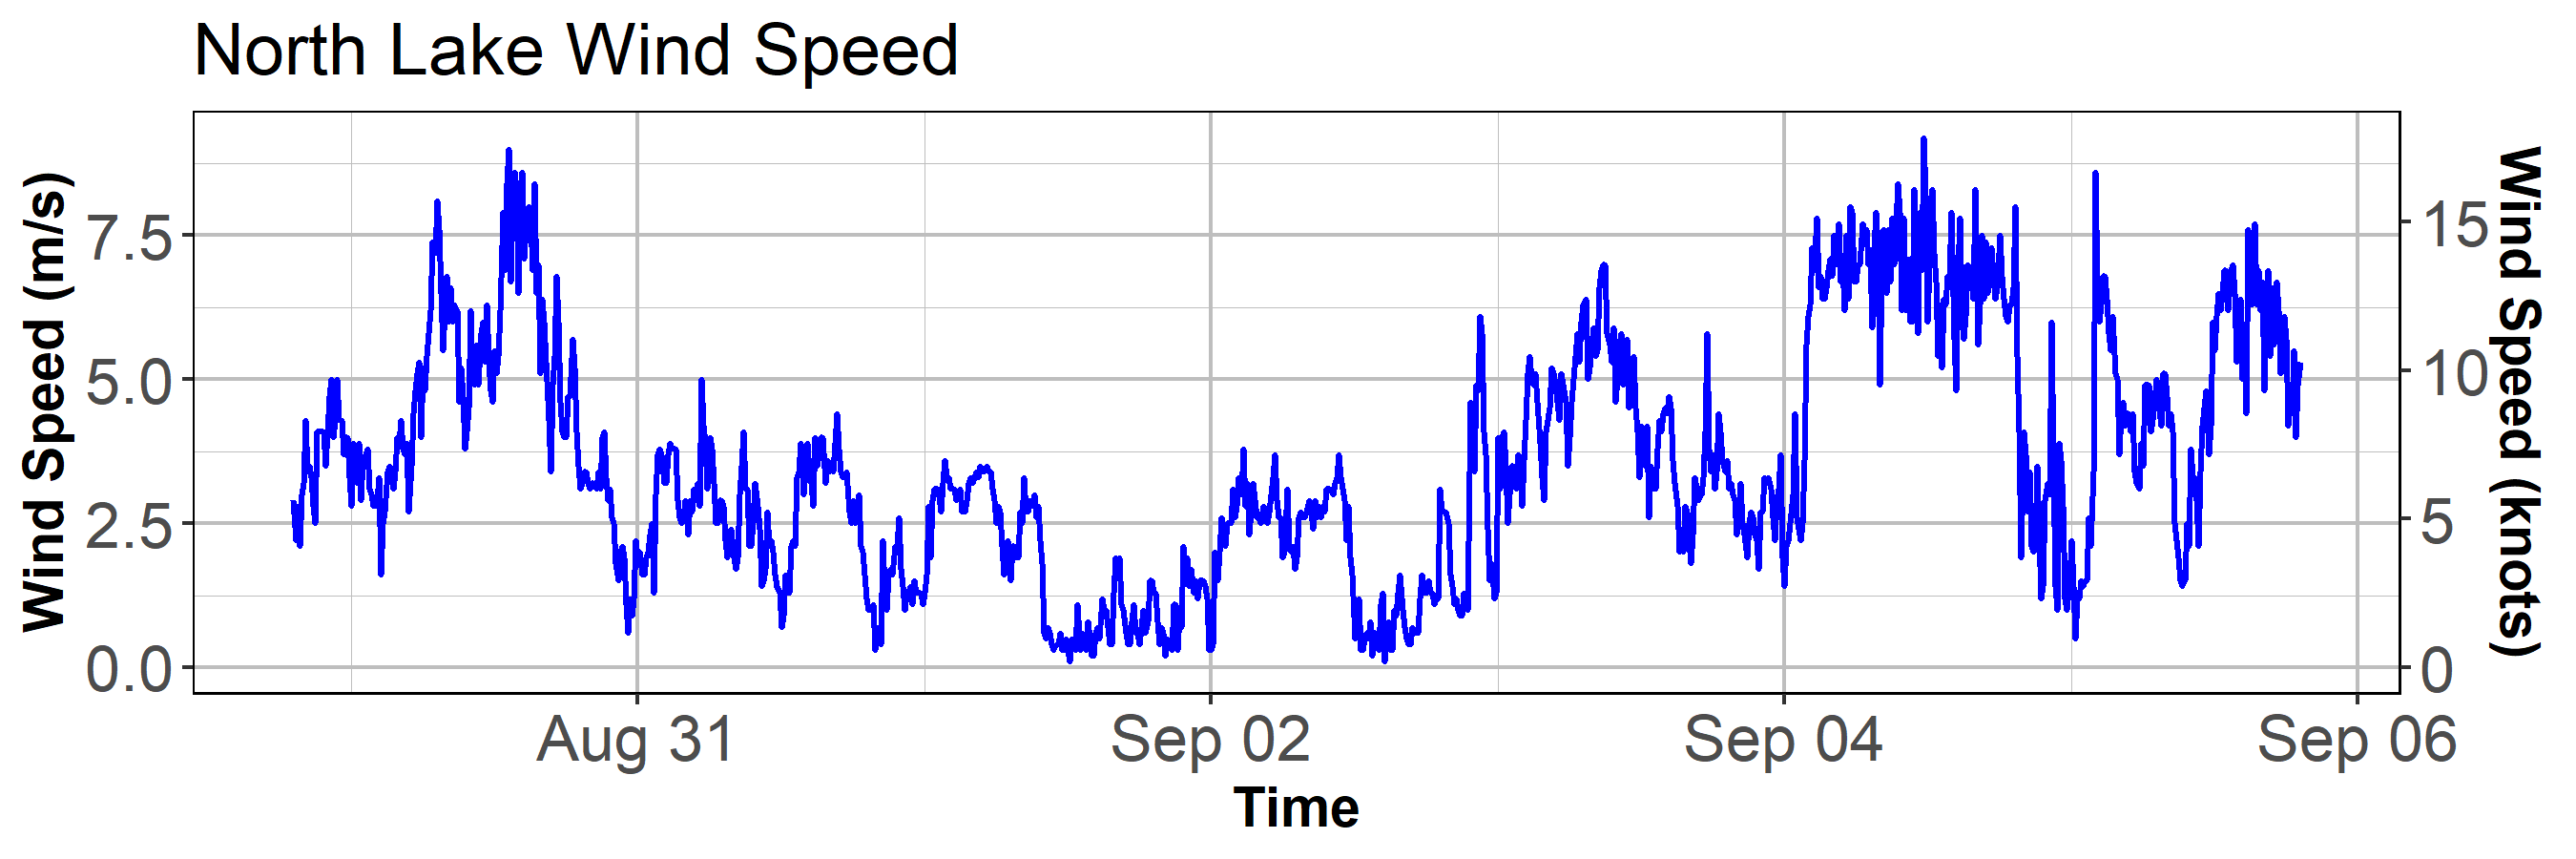 North Lake Wind Speed
Wind Speed (m/s)
7.5
5.0
2.5
0.0
15
10
5
0
Wind Speed (knots)
Aug 31
Sep 02
Sep 04
Sep 06
Time